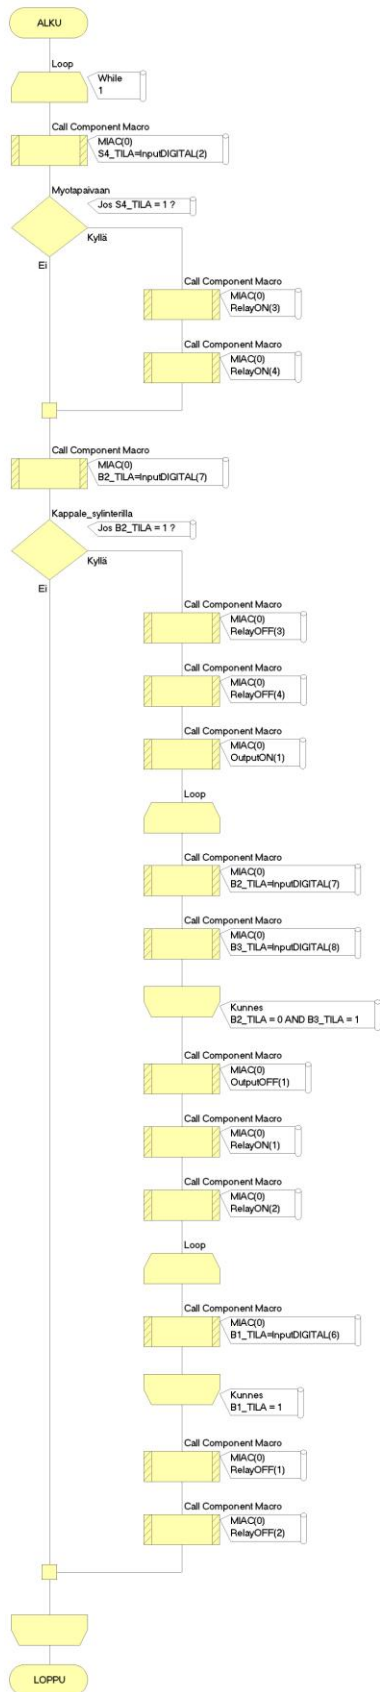 ALKU
Loop
While
1
Call Component Macro
MIAC(0)
S4_TILA=InputDIGITAL(2)
Myotapaivaan
Jos S4_TILA = 1 ?
Kyllä
Ei
Call Component Macro
MIAC(0)
RelayON(3)
Call Component Macro
MIAC(0)
RelayON(4)
Call Component Macro
MIAC(0)
B2_TILA=InputDIGITAL(7)
Kappale_sylinterilla
Jos B2_TILA = 1 ?
Kyllä
Ei
Call Component Macro
MIAC(0)
RelayOFF(3)
Call Component Macro
MIAC(0)
RelayOFF(4)
Call Component Macro
MIAC(0)
OutputON(1)
Loop
Call Component Macro
MIAC(0)
B2_TILA=InputDIGITAL(7)
Call Component Macro
MIAC(0)
B3_TILA=InputDIGITAL(8)
Kunnes
B2_TILA = 0 AND B3_TILA = 1
Call Component Macro
MIAC(0)
OutputOFF(1)
Call Component Macro
MIAC(0)
RelayON(1)
Call Component Macro
MIAC(0)
RelayON(2)
Loop
Call Component Macro
MIAC(0)
B1_TILA=InputDIGITAL(6)
Kunnes
B1_TILA = 1
Call Component Macro
MIAC(0)
RelayOFF(1)
Call Component Macro
MIAC(0)
RelayOFF(2)
LOPPU